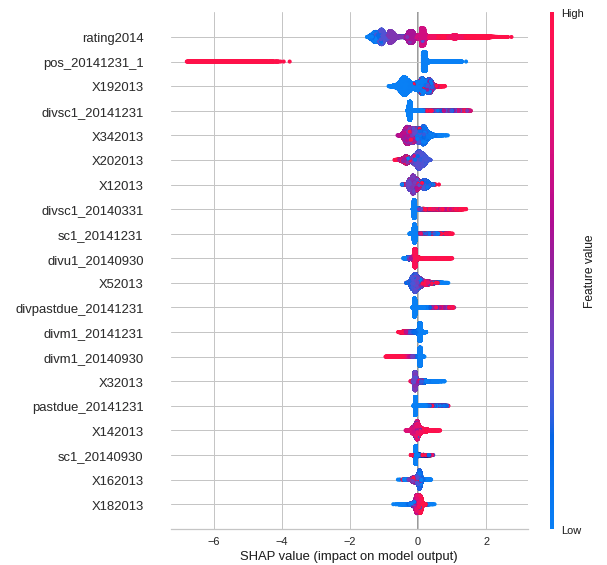 High
rating2014
pos_20141231_1
X192013
divsc1_20141231
X342013
X202013
X12013
divsc1_20140331
sc1_20141231
divu1_20140930
X52013
divpastdue_20141231
divm1_20141231
divm1_20140930
X32013
pastdue_20141231
X142013
sc1_20140930
X162013
X182013
Feature value
Low
−6 −4 −2 0 2
SHAP value (impact on model output)